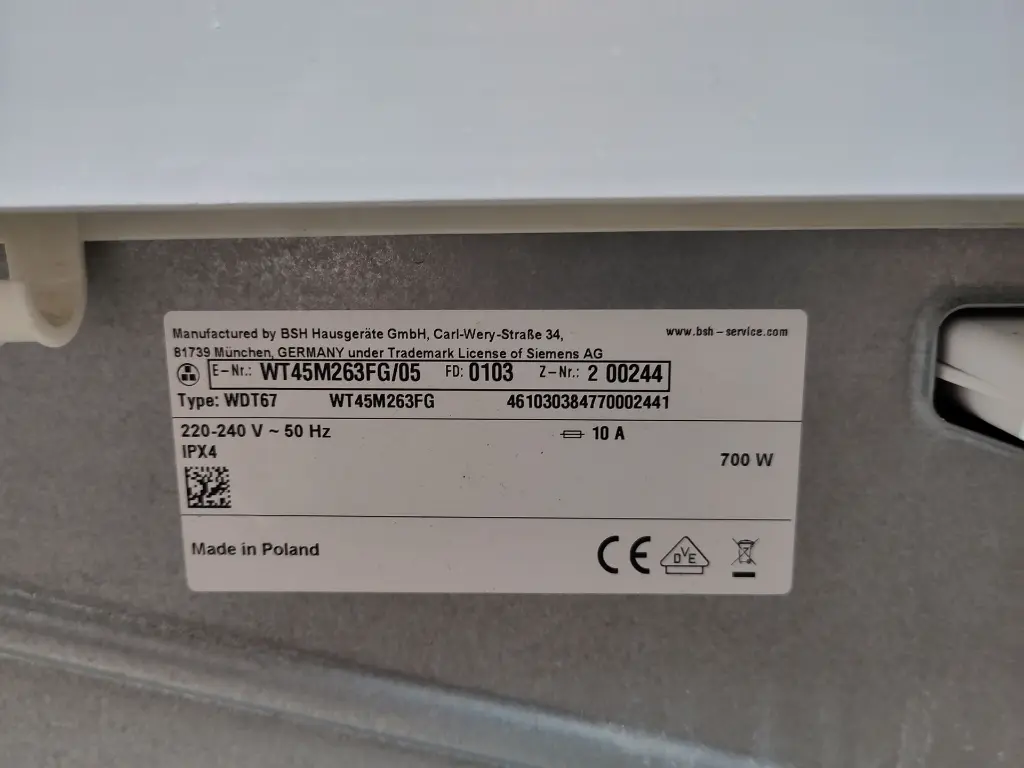 Manufactured by BSH Hausgeräte GmbH, Carl-Wery-Straße 34,
www.bsh-service.com
81739 München, GERMANY under Trademark License of Siemens AG
E-Nr.: WT45M263FG/05 FD: 0103 Z-Nr.: 2 00244
Type: WDT67 WT45M263FG 461030384770002441
220-240 V ~ 50 Hz 10 A
IPX4
700 W
Made in Poland
CE DVE